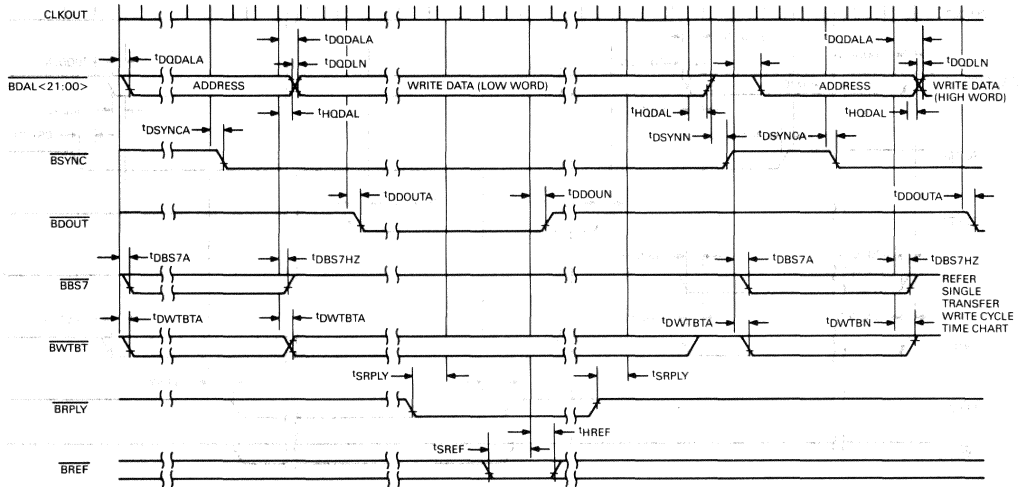 CLKOUT
tDQDALA
tDQDALA
tDQDALA
tDQDLN
tDQDLN
BDAL<21:00>
ADDRESS
WRITE DATA (LOW WORD)
ADDRESS
WRITE DATA
(HIGH WORD)
tHQDAL
tHQDAL
tHQDAL
tDSYNCA
tDSYNN
tDSYNCA
BSYNC
tDDOUTA
tDDOUN
tDDOUTA
BDOUT
tDBS7A
tDBS7HZ
tDBS7A
tDBS7HZ
BBS7
REFER
SINGLE
TRANSFER
WRITE CYCLE
TIME CHART
tDWTBTA
tDWTBTA
tDWTBTA
tDWTBN
BWTBT
tSRPLY
tSRPLY
BRPLY
tHREF
tSREF
BREF